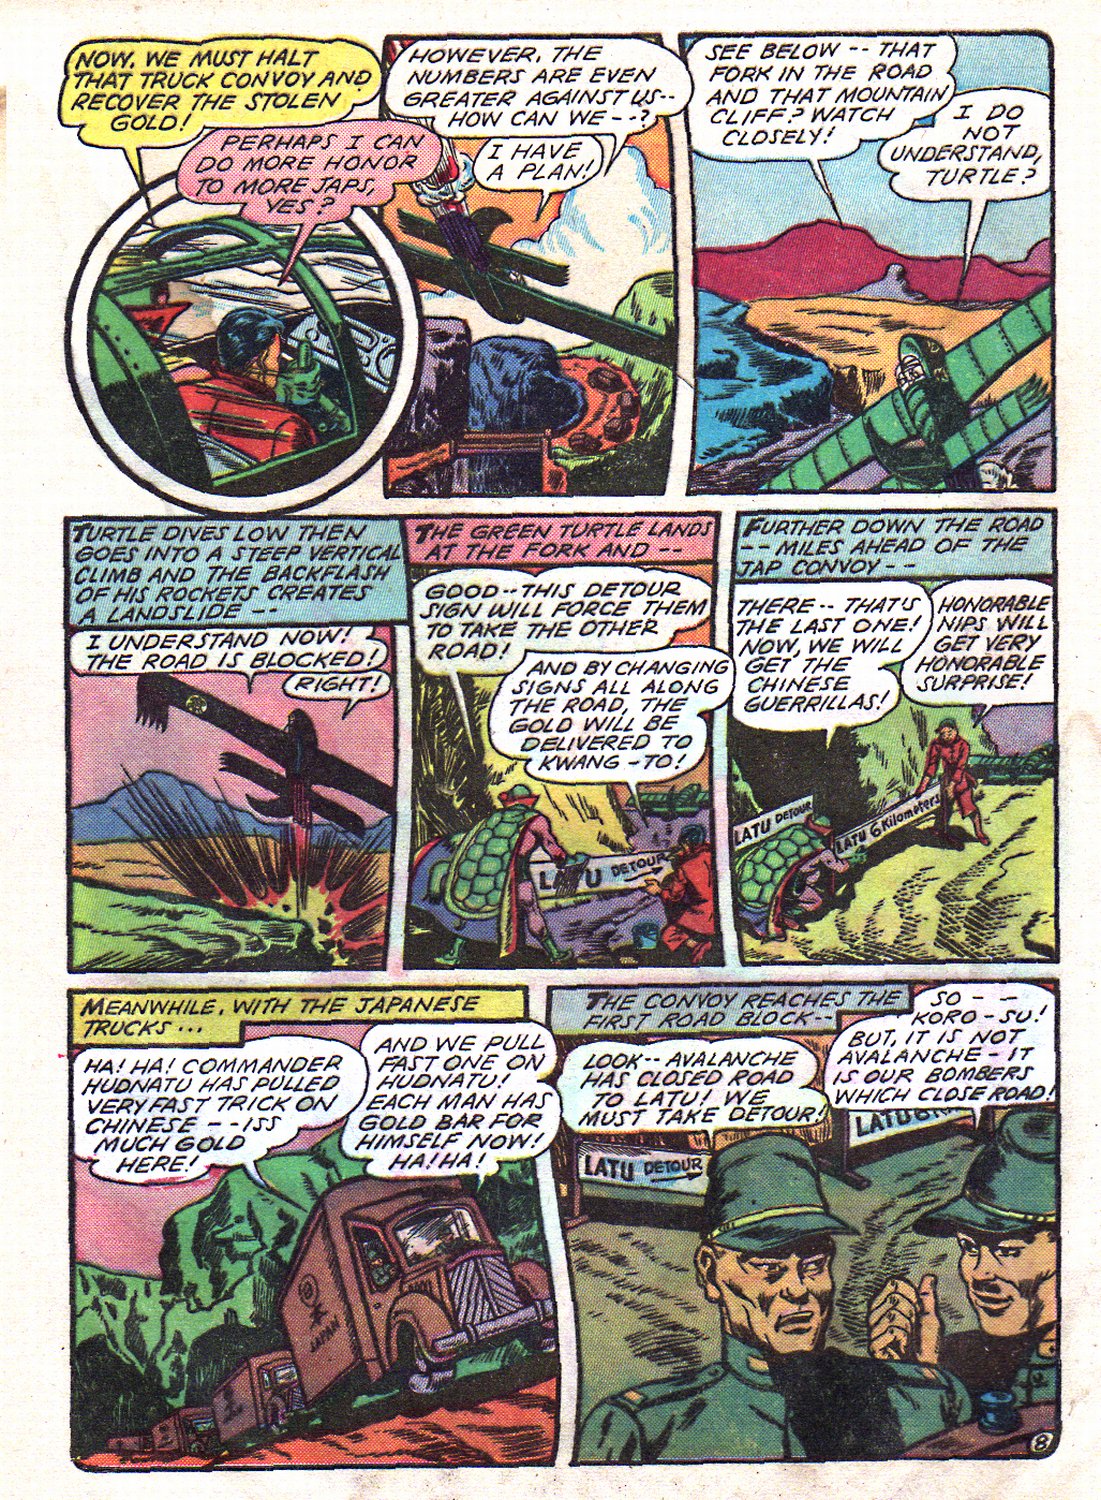 NOW, WE MUST HALT
THAT TRUCK CONVOY AND
RECOVER THE STOLEN
GOLD!
PERHAPS I CAN
DO MORE HONOR
TO MORE JAPS,
YES?
HOWEVER, THE
NUMBERS ARE EVEN
GREATER AGAINST US--
HOW CAN WE --?
I HAVE
A PLAN!
SEE BELOW -- THAT
FORK IN THE ROAD
AND THAT MOUNTAIN
CLIFF? WATCH
CLOSELY!
I DO
NOT
UNDERSTAND,
TURTLE?
TURTLE DIVES LOW THEN
GOES INTO A STEEP VERTICAL
CLIMB AND THE BACKFLASH
OF HIS ROCKETS CREATES
A LANDSLIDE --
I UNDERSTAND NOW!
THE ROAD IS BLOCKED!
RIGHT!
THE GREEN TURTLE LANDS
AT THE FORK AND --
GOOD -- THIS DETOUR
SIGN WILL FORCE THEM
TO TAKE THE OTHER
ROAD!
AND BY CHANGING
SIGNS ALL ALONG
THE ROAD, THE
GOLD WILL BE
DELIVERED TO
KWANG-TO!
LATU DETOUR
FURTHER DOWN THE ROAD
-- MILES AHEAD OF THE
JAP CONVOY --
THERE -- THAT'S
THE LAST ONE!
NOW, WE WILL
GET THE
CHINESE
GUERRILLAS!
HONORABLE
NIPS WILL
GET VERY
HONORABLE
SURPRISE!
LATU DETOUR
LATU 6 Kilometers
MEANWHILE, WITH THE JAPANESE
TRUCKS...
HA! HA! COMMANDER
HUDNATU HAS PULLED
VERY FAST TRICK ON
CHINESE -- ISS
MUCH GOLD
HERE!
AND WE PULL
FAST ONE ON
HUDNATU!
EACH MAN HAS
GOLD BAR FOR
HIMSELF NOW!
HA! HA!
JAPAN
THE CONVOY REACHES THE
FIRST ROAD BLOCK--
LOOK -- AVALANCHE
HAS CLOSED ROAD
TO LATU! WE
MUST TAKE DETOUR!
SO --
KORO-SU!
BUT, IT IS NOT
AVALANCHE - IT
IS OUR BOMBERS
WHICH CLOSE ROAD!
LATU DETOUR
LATU 6
8